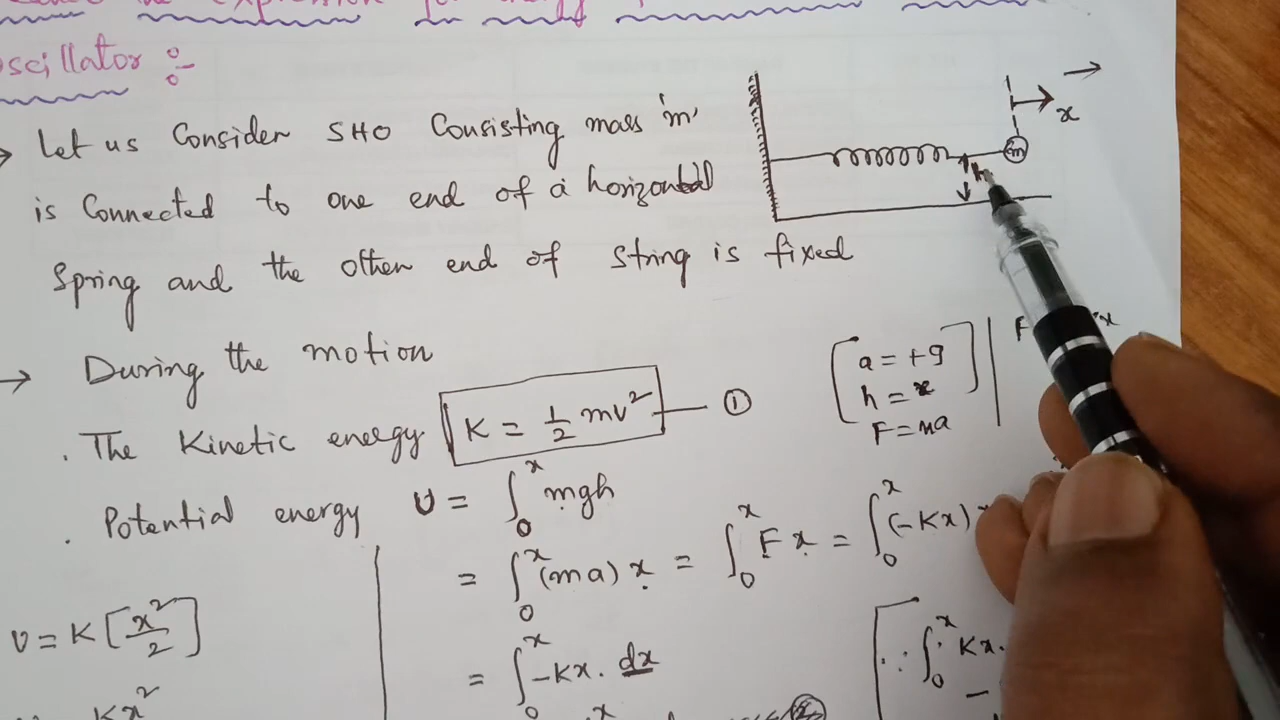 Oscillator :-
x
m
h
→ Let us Consider SHO Consisting mass 'm'
is Connected to one end of a horizontal
Spring and the other end of string is fixed
→ During the motion
. The Kinetic energy K = ½ mv² — ①
[a = +g
h = x]
F = ma
F
x
. Potential energy U = ∫₀ˣ mgh
= ∫₀ˣ (ma) x = ∫₀ˣ F x = ∫₀ˣ (-Kx)
= ∫₀ˣ -Kx. dx
∵ ∫₀ˣ Kx.
U = K [x²/2]
Kx²